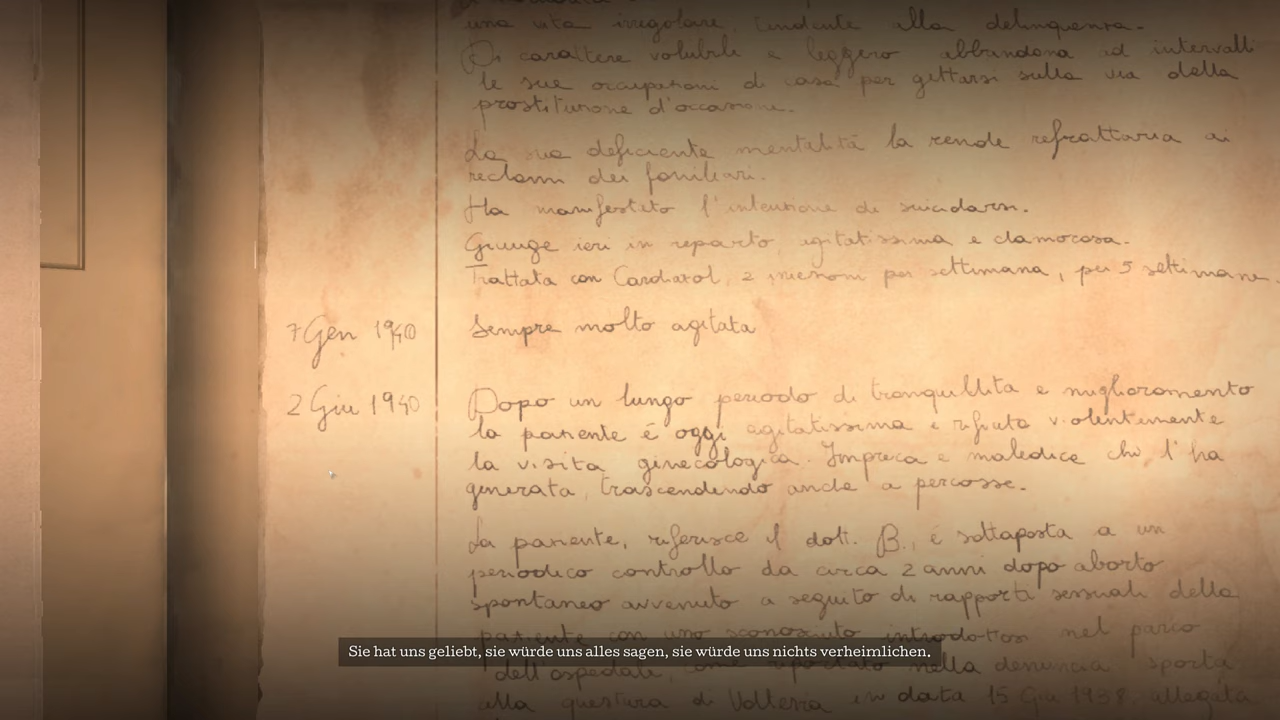 una vita irregolare, tendente alla delinquenza.
Di carattere volubile e leggero abbandona ad intervalli
le sue occupazioni di casa per gettarsi sulla via della
prostituzione d'occasione.
La sua deficiente mentalità la rende refrattaria ai
reclami dei famigliari.
Ha manifestato l'intenzione di suicidarsi.
Giunge ieri in reparto, agitatissima e clamorosa.
Trattata con Cardiazol, 2 iniezioni per settimana, per 5 settimane.
7 Gen 1940 Sempre molto agitata
2 Giu 1940 Dopo un lungo periodo di tranquillita e miglioramento
la paziente é oggi agitatissima e rifiuta violentemente
la visita ginecologica. Impreca e maledice chi l'ha
generata, trascendendo anche a percosse.
La paziente, riferisce il dott. B., é sottoposta a un
periodico controllo da circa 2 anni dopo aborto
spontaneo avvenuto a seguito di rapporti sessuali della
paziente con uno sconosciuto introdottosi nel parco
dell'ospedale, come riportato nella denuncia sporta
alla questura di Volterra in data 15 Giu 1938, allegata
Sie hat uns geliebt, sie würde uns alles sagen, sie würde uns nichts verheimlichen.